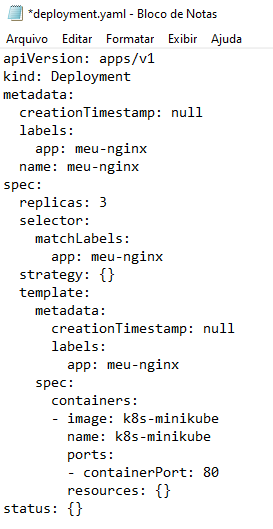 *deployment.yaml - Bloco de Notas
Arquivo Editar Formatar Exibir Ajuda
apiVersion: apps/v1
kind: Deployment
metadata:
  creationTimestamp: null
  labels:
    app: meu-nginx
  name: meu-nginx
spec:
  replicas: 3
  selector:
    matchLabels:
      app: meu-nginx
  strategy: {}
  template:
    metadata:
      creationTimestamp: null
      labels:
        app: meu-nginx
    spec:
      containers:
      - image: k8s-minikube
        name: k8s-minikube
        ports:
        - containerPort: 80
        resources: {}
status: {}